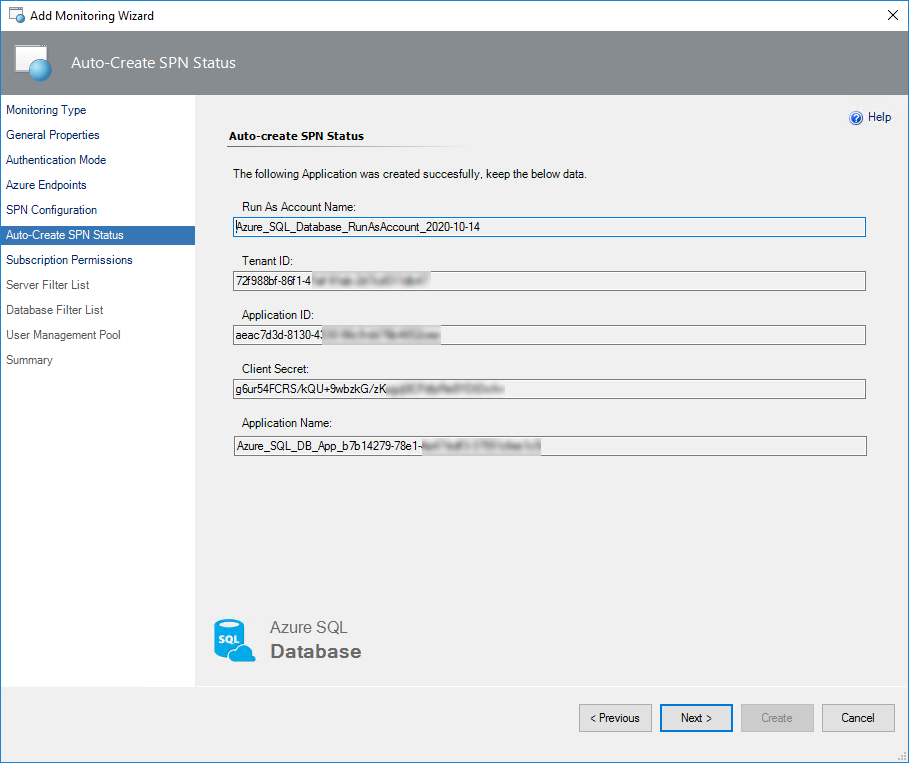 Add Monitoring Wizard
Auto-Create SPN Status
Monitoring Type
General Properties
Authentication Mode
Azure Endpoints
SPN Configuration
Auto-Create SPN Status
Subscription Permissions
Server Filter List
Database Filter List
User Management Pool
Summary
Help
Auto-create SPN Status
The following Application was created succesfully, keep the below data.
Run As Account Name:
Azure_SQL_Database_RunAsAccount_2020-10-14
Tenant ID:
72f988bf-86f1-4
Application ID:
aeac7d3d-8130-4
Client Secret:
g6ur54FCRS/kQU+9wbzkG/zK
Application Name:
Azure_SQL_DB_App_b7b14279-78e1-
SQL
Azure SQL
Database
< Previous
Next >
Create
Cancel